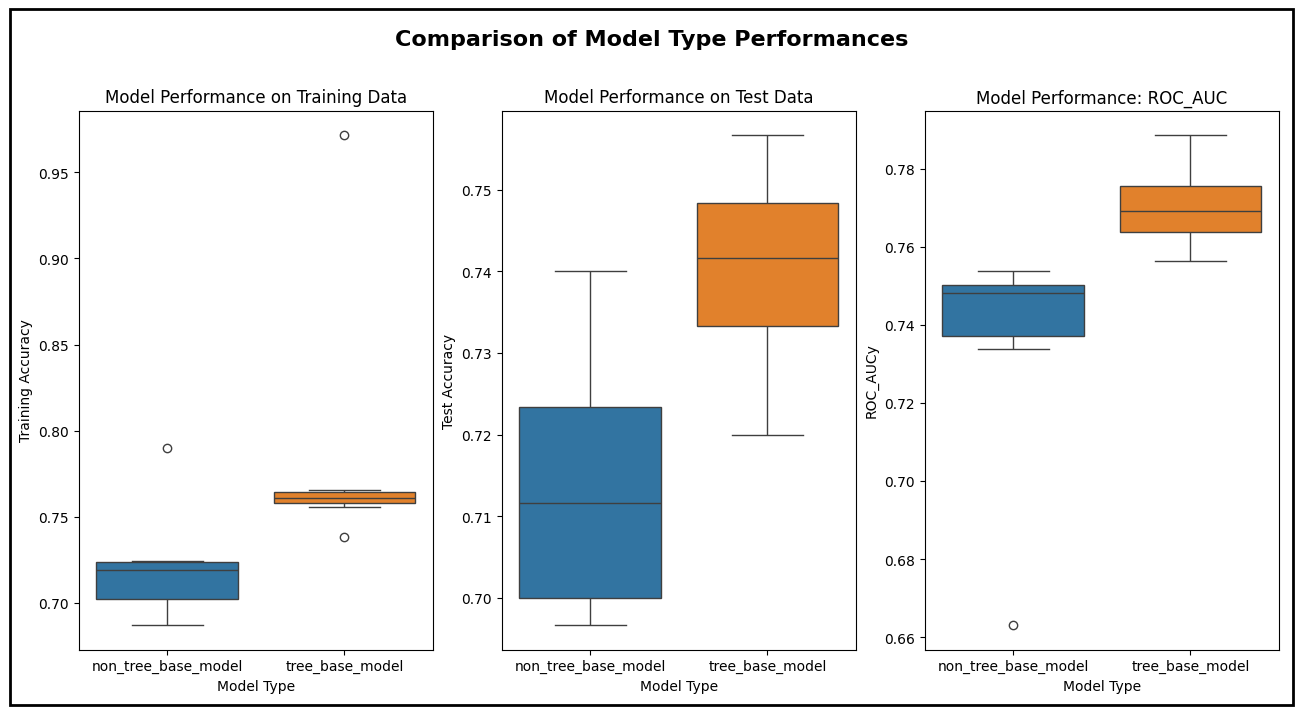 Comparison of Model Type Performances
Model Performance on Training Data
Training Accuracy
0.95
0.90
0.85
0.80
0.75
0.70
non_tree_base_model
tree_base_model
Model Type
Model Performance on Test Data
Test Accuracy
0.75
0.74
0.73
0.72
0.71
0.70
non_tree_base_model
tree_base_model
Model Type
Model Performance: ROC_AUC
ROC_AUCy
0.78
0.76
0.74
0.72
0.70
0.68
0.66
non_tree_base_model
tree_base_model
Model Type